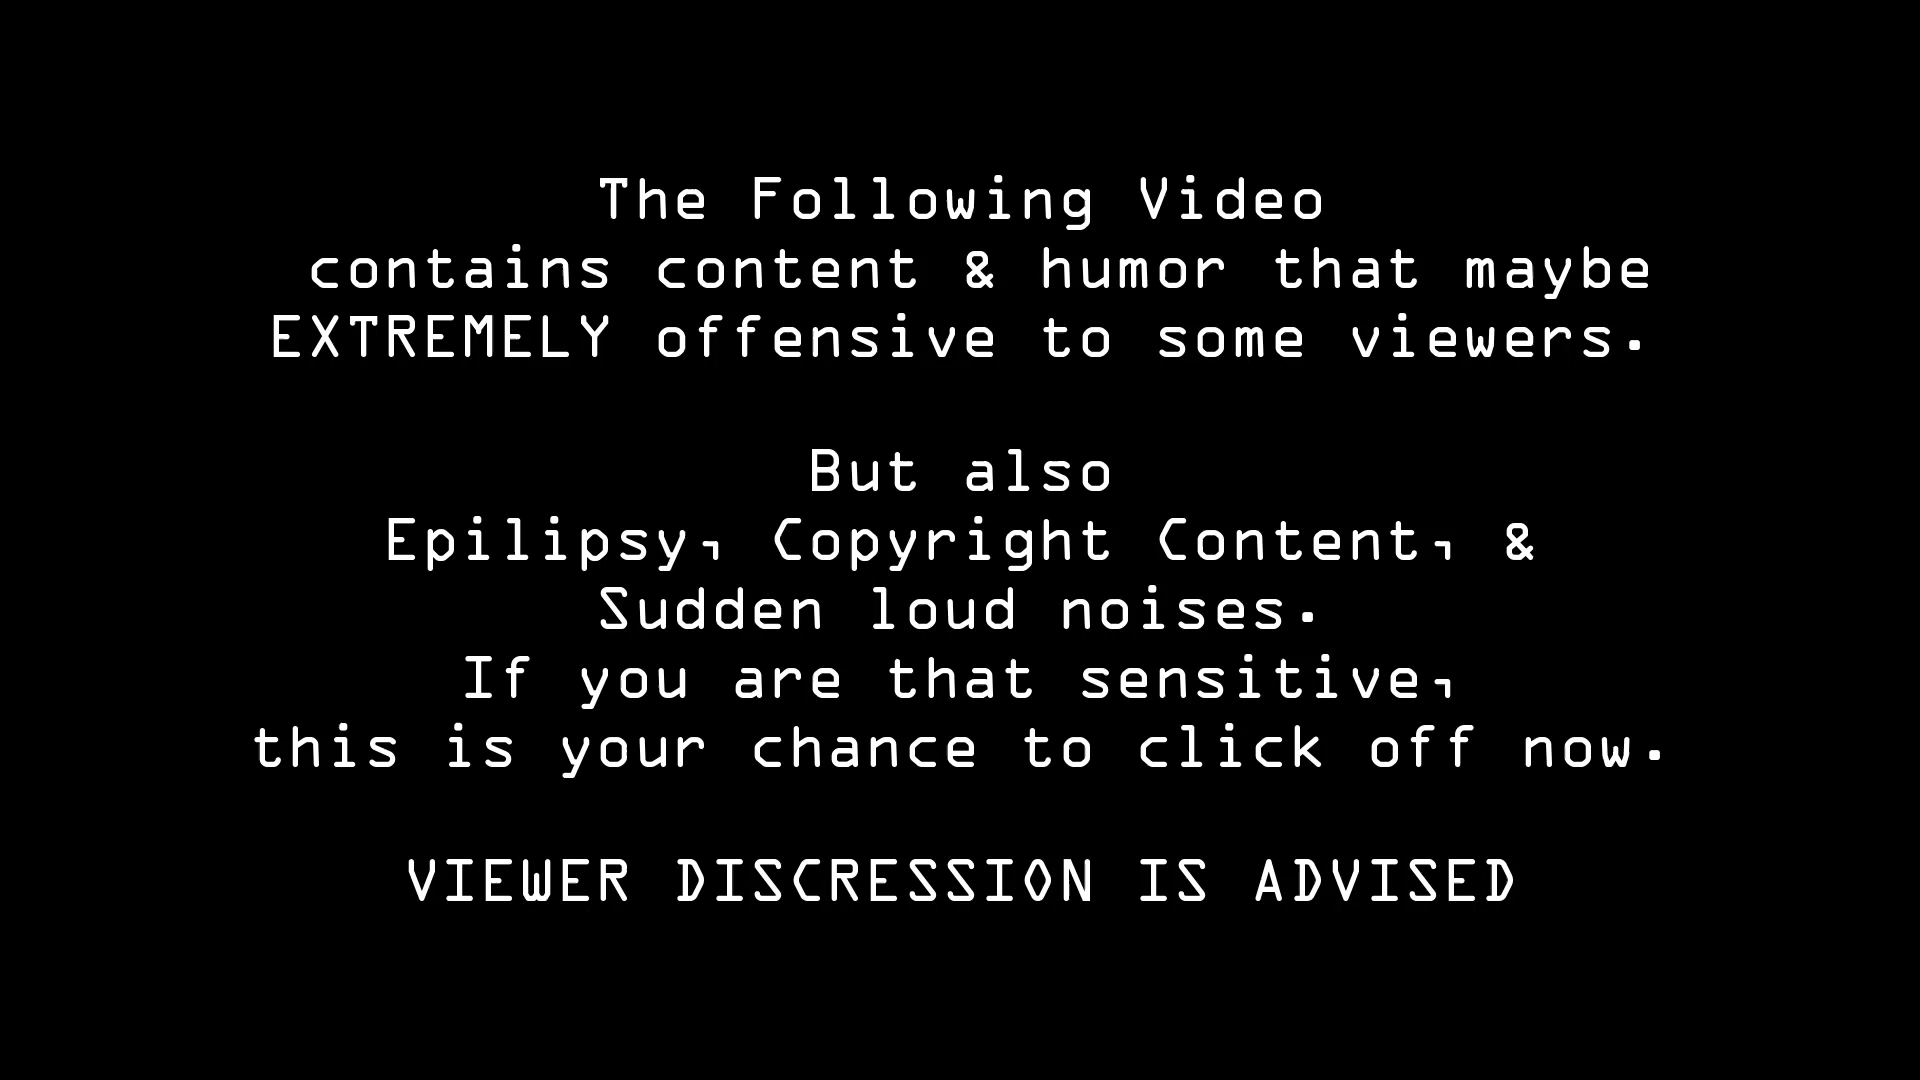 The Following Video
contains content & humor that maybe
EXTREMELY offensive to some viewers.
But also
Epilipsy, Copyright Content, &
Sudden loud noises.
If you are that sensitive,
this is your chance to click off now.
VIEWER DISCRESSION IS ADVISED